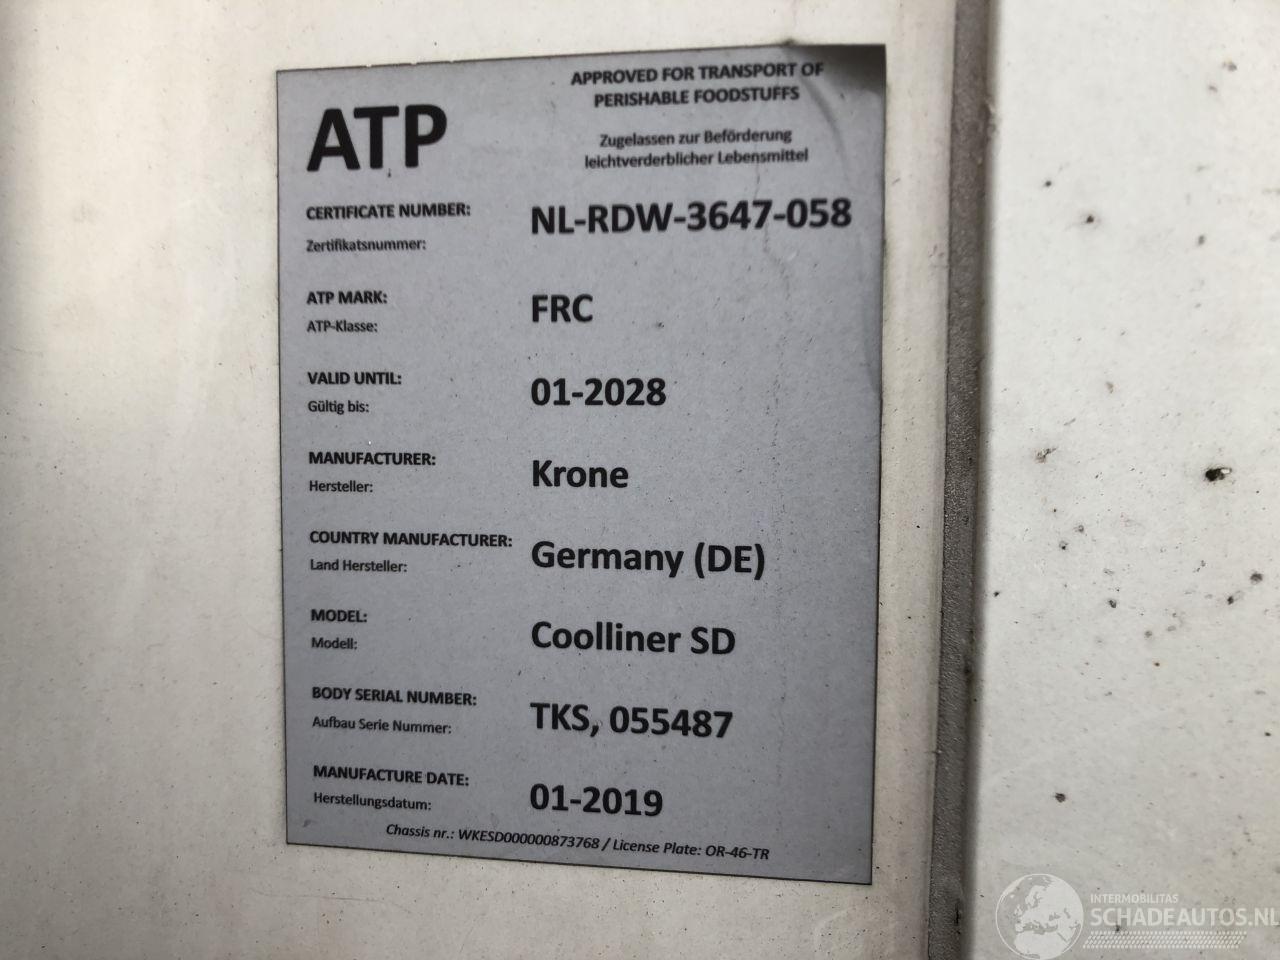 ATP
APPROVED FOR TRANSPORT OF
PERISHABLE FOODSTUFFS
Zugelassen zur Beförderung
leichtverderblicher Lebensmittel
CERTIFICATE NUMBER: NL-RDW-3647-058
Zertifikatsnummer:
ATP MARK: FRC
ATP-Klasse:
VALID UNTIL: 01-2028
Gültig bis:
MANUFACTURER: Krone
Hersteller:
COUNTRY MANUFACTURER: Germany (DE)
Land Hersteller:
MODEL: Coolliner SD
Modell:
BODY SERIAL NUMBER: TKS, 055487
Aufbau Serie Nummer:
MANUFACTURE DATE: 01-2019
Herstellungsdatum:
Chassis nr.: WKESD000000873768 / License Plate: OR-46-TR
INTERMOBILITAS
SCHADEAUTOS.NL